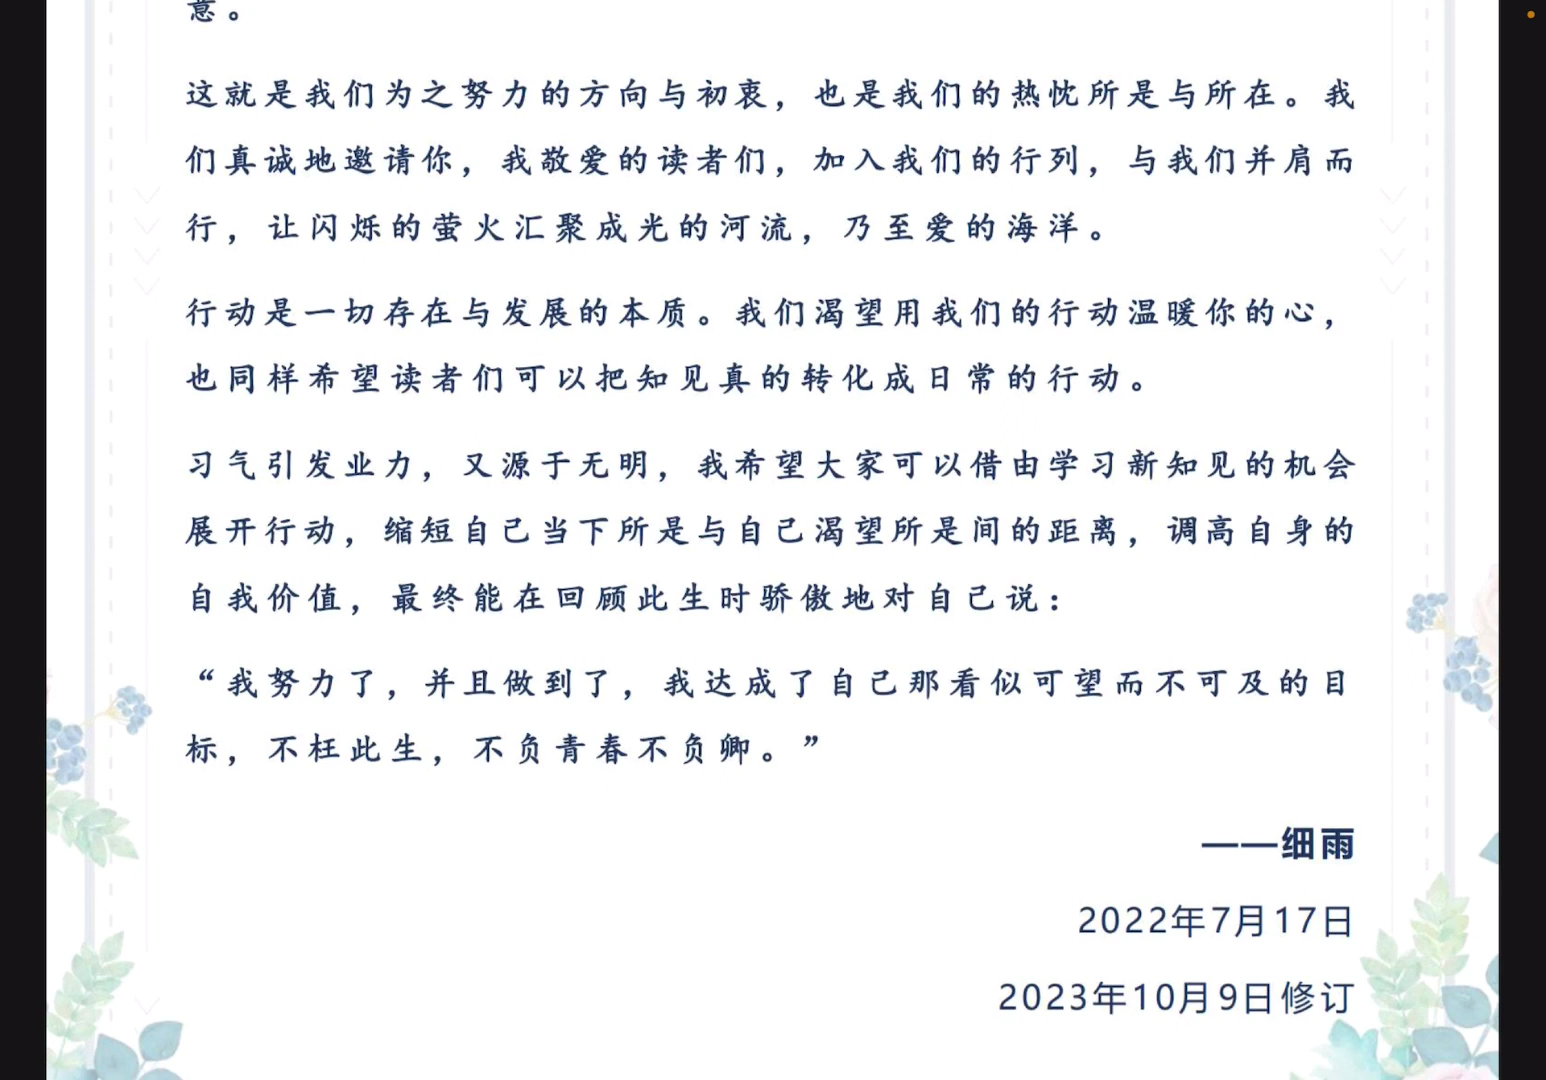 意。
这就是我们为之努力的方向与初衷，也是我们的热忱所是与所在。我
们真诚地邀请你，我敬爱的读者们，加入我们的行列，与我们并肩而
行，让闪烁的萤火汇聚成光的河流，乃至爱的海洋。
行动是一切存在与发展的本质。我们渴望用我们的行动温暖你的心，
也同样希望读者们可以把知见真的转化成日常的行动。
习气引发业力，又源于无明，我希望大家可以借由学习新知见的机会
展开行动，缩短自己当下所是与自己渴望所是间的距离，调高自身的
自我价值，最终能在回顾此生时骄傲地对自己说：
“我努力了，并且做到了，我达成了自己那看似可望而不可及的目
标，不枉此生，不负青春不负卿。”
——细雨
2022年7月17日
2023年10月9日修订